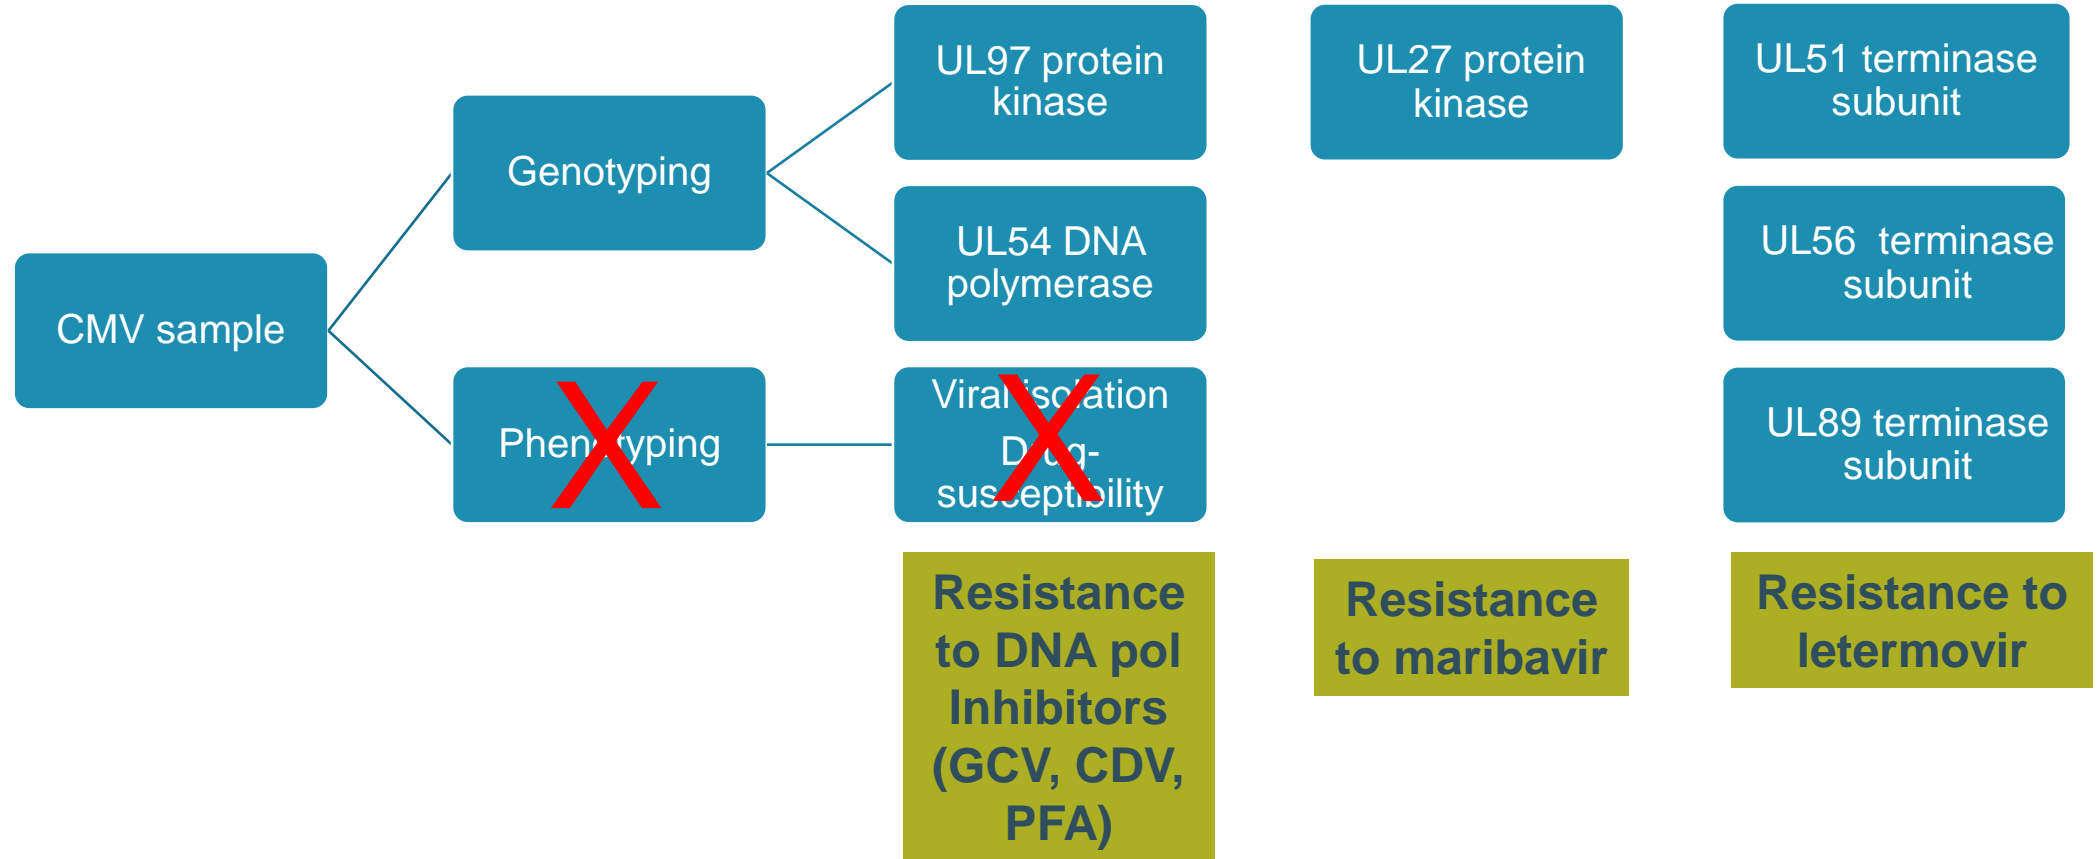 CMV sample
Genotyping
Phenotyping
X
UL97 protein
kinase
UL54 DNA
polymerase
Viral isolation
Drug-
susceptibility
X
Resistance
to DNA pol
Inhibitors
(GCV, CDV,
PFA)
UL27 protein
kinase
Resistance
to maribavir
UL51 terminase
subunit
UL56 terminase
subunit
UL89 terminase
subunit
Resistance to
letermovir